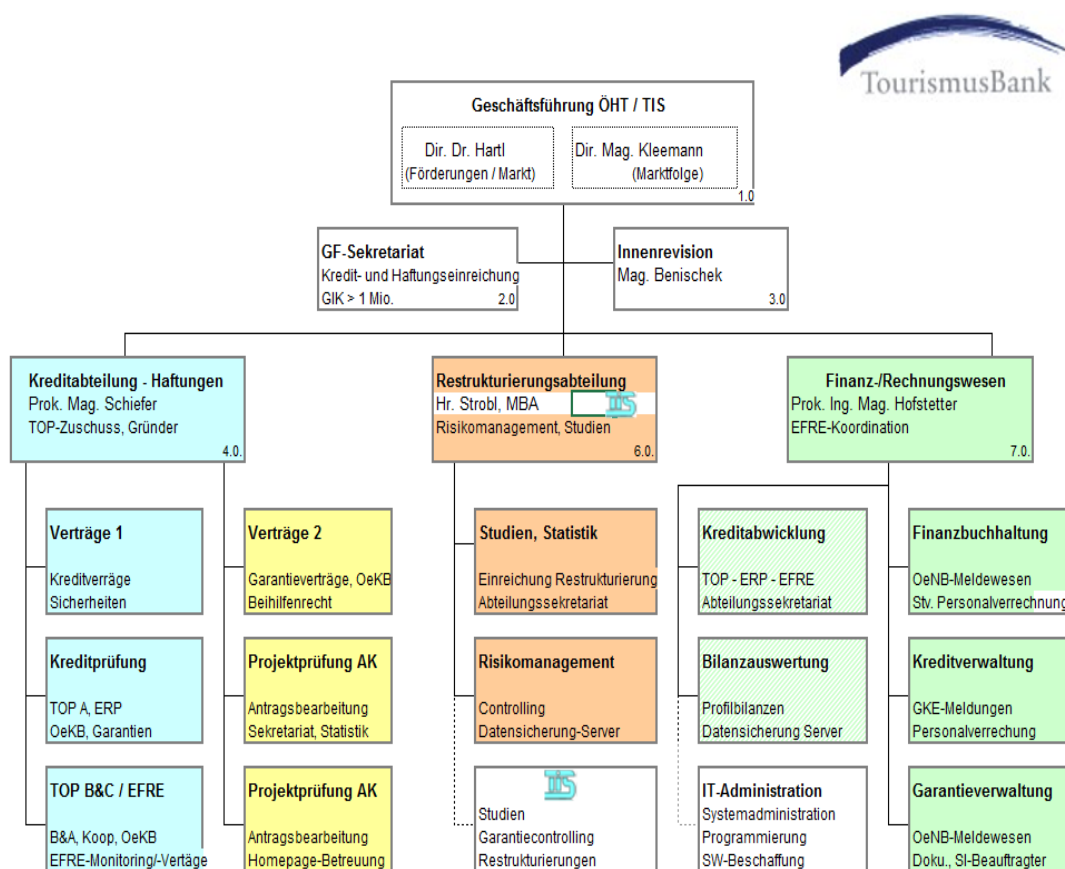 TourismusBank
Geschäftsführung ÖHT / TIS
Dir. Dr. Hartl
(Förderungen / Markt)
Dir. Mag. Kleemann
(Marktfolge)
1.0
GF-Sekretariat
Kredit- und Haftungseinreichung
GIK > 1 Mio.
2.0
Innenrevision
Mag. Benischek
3.0
Kreditabteilung - Haftungen
Prok. Mag. Schiefer
TOP-Zuschuss, Gründer
4.0.
Restrukturierungsabteilung
Hr. Strobl, MBA
TIS
Risikomanagement, Studien
6.0.
Finanz-/Rechnungswesen
Prok. Ing. Mag. Hofstetter
EFRE-Koordination
7.0.
Verträge 1
Kreditverräge
Sicherheiten
Verträge 2
Garantieverträge, OeKB
Beihilfenrecht
Studien, Statistik
Einreichung Restrukturierung
Abteilungssekretariat
Kreditabwicklung
TOP - ERP - EFRE
Abteilungssekretariat
Finanzbuchhaltung
OeNB-Meldewesen
Stv. Personalverrechnung
Kreditprüfung
TOP A, ERP
OeKB, Garantien
Projektprüfung AK
Antragsbearbeitung
Sekretariat, Statistik
Risikomanagement
Controlling
Datensicherung-Server
Bilanzauswertung
Profilbilanzen
Datensicherung Server
Kreditverwaltung
GKE-Meldungen
Personalverrechung
TOP B&C / EFRE
B&A, Koop, OeKB
EFRE-Monitoring/-Vertäge
Projektprüfung AK
Antragsbearbeitung
Homepage-Betreuung
TIS
Studien
Garantiecontrolling
Restrukturierungen
IT-Administration
Systemadministration
Programmierung
SW-Beschaffung
Garantieverwaltung
OeNB-Meldewesen
Doku., SI-Beauftragter